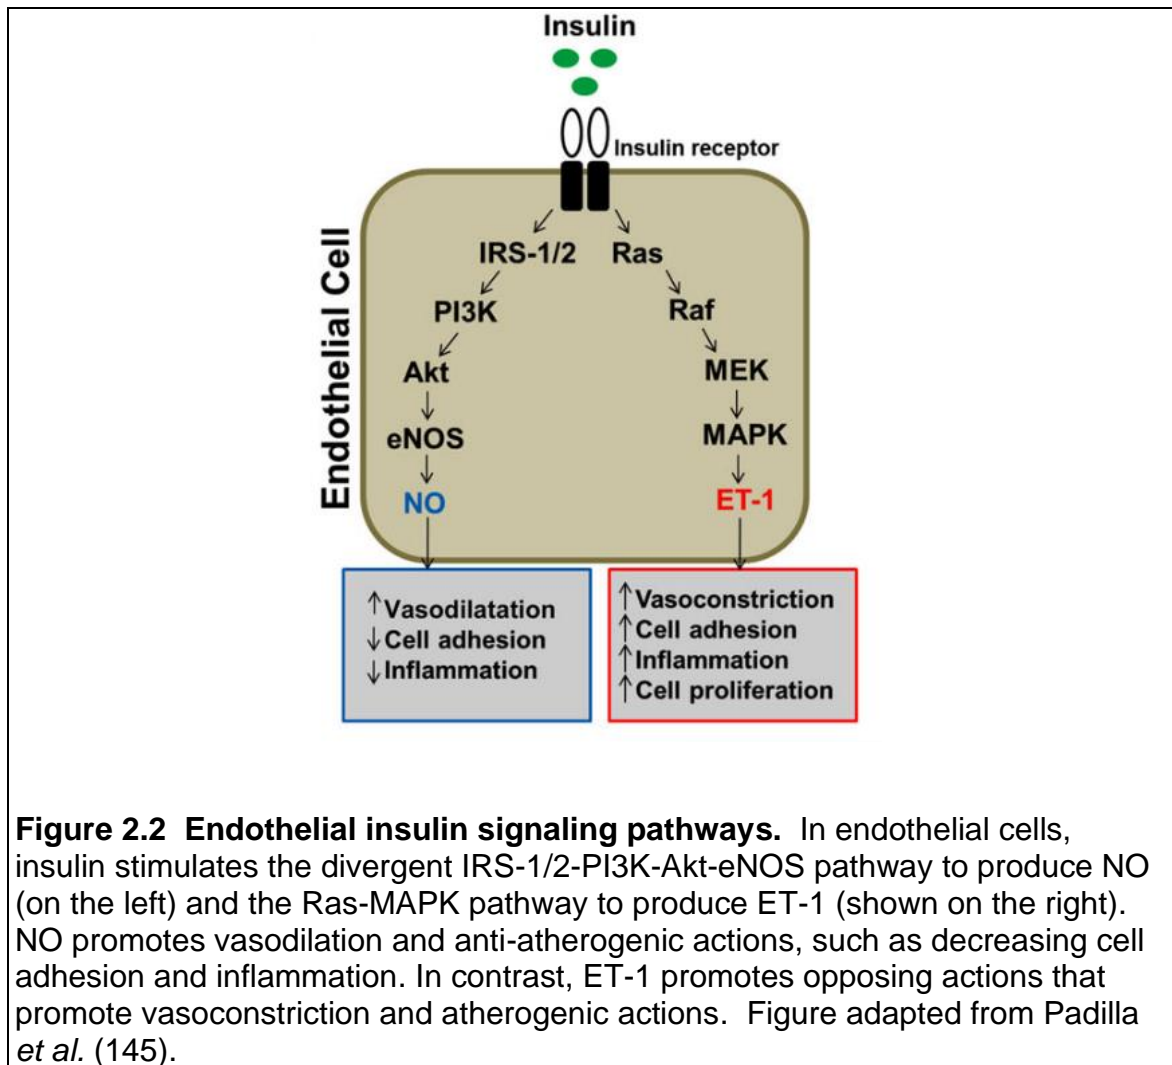 Insulin
Insulin receptor
Endothelial Cell
IRS-1/2 Ras
PI3K Raf
Akt MEK
eNOS MAPK
NO ET-1
↑Vasodilatation
↓Cell adhesion
↓Inflammation
↑Vasoconstriction
↑Cell adhesion
↑Inflammation
↑Cell proliferation
Figure 2.2 Endothelial insulin signaling pathways. In endothelial cells,
insulin stimulates the divergent IRS-1/2-PI3K-Akt-eNOS pathway to produce NO
(on the left) and the Ras-MAPK pathway to produce ET-1 (shown on the right).
NO promotes vasodilation and anti-atherogenic actions, such as decreasing cell
adhesion and inflammation. In contrast, ET-1 promotes opposing actions that
promote vasoconstriction and atherogenic actions. Figure adapted from Padilla
et al. (145).